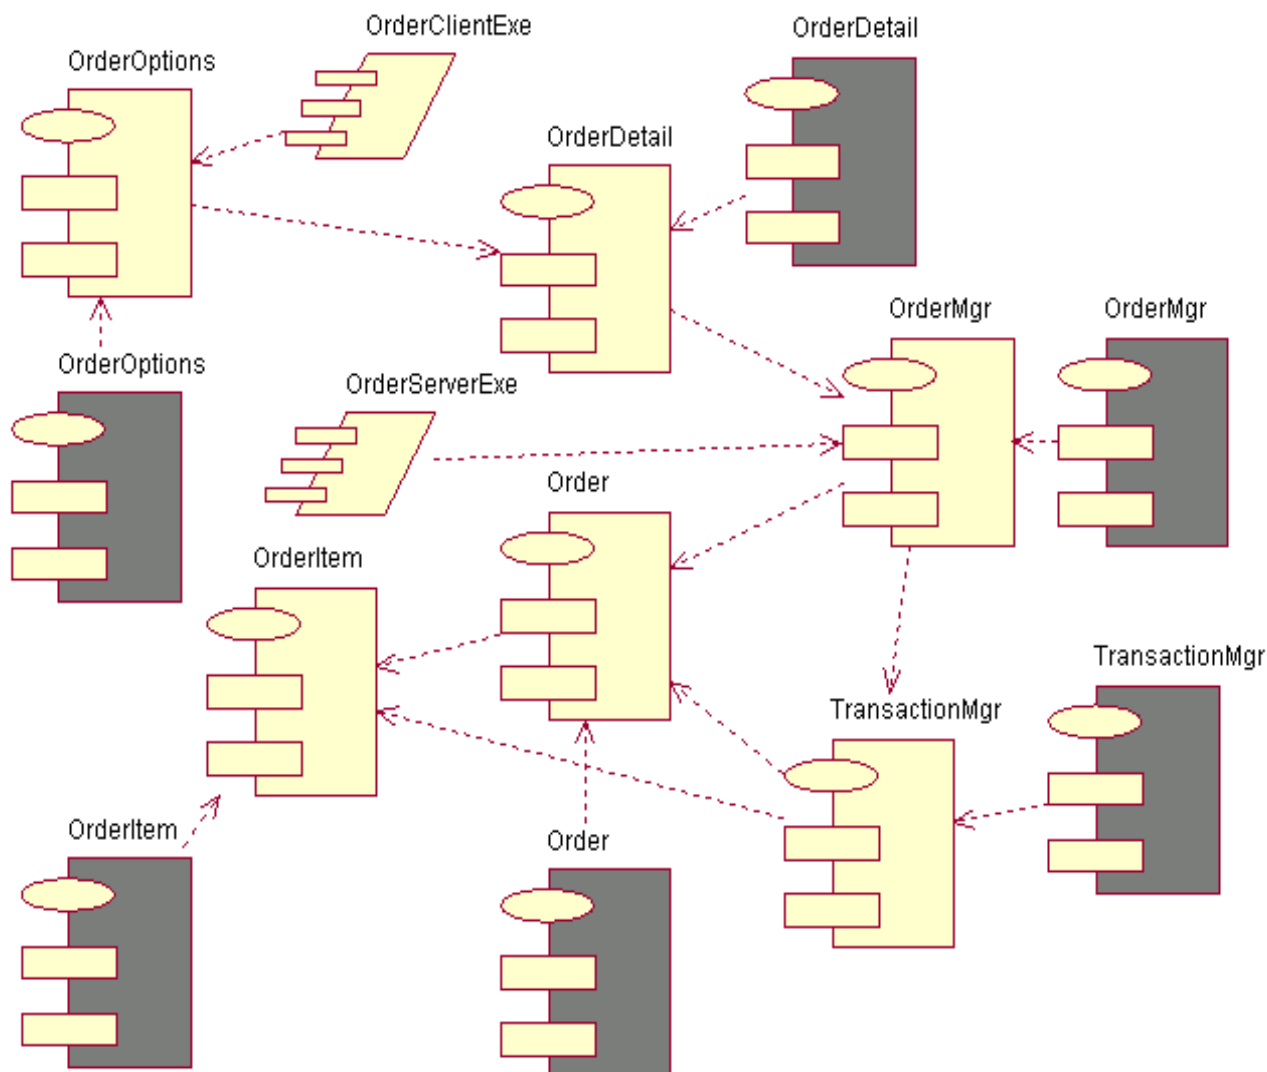 OrderClientExe
OrderDetail
OrderOptions
OrderDetail
OrderMgr
OrderMgr
OrderOptions
OrderServerExe
Order
OrderItem
TransactionMgr
TransactionMgr
OrderItem
Order